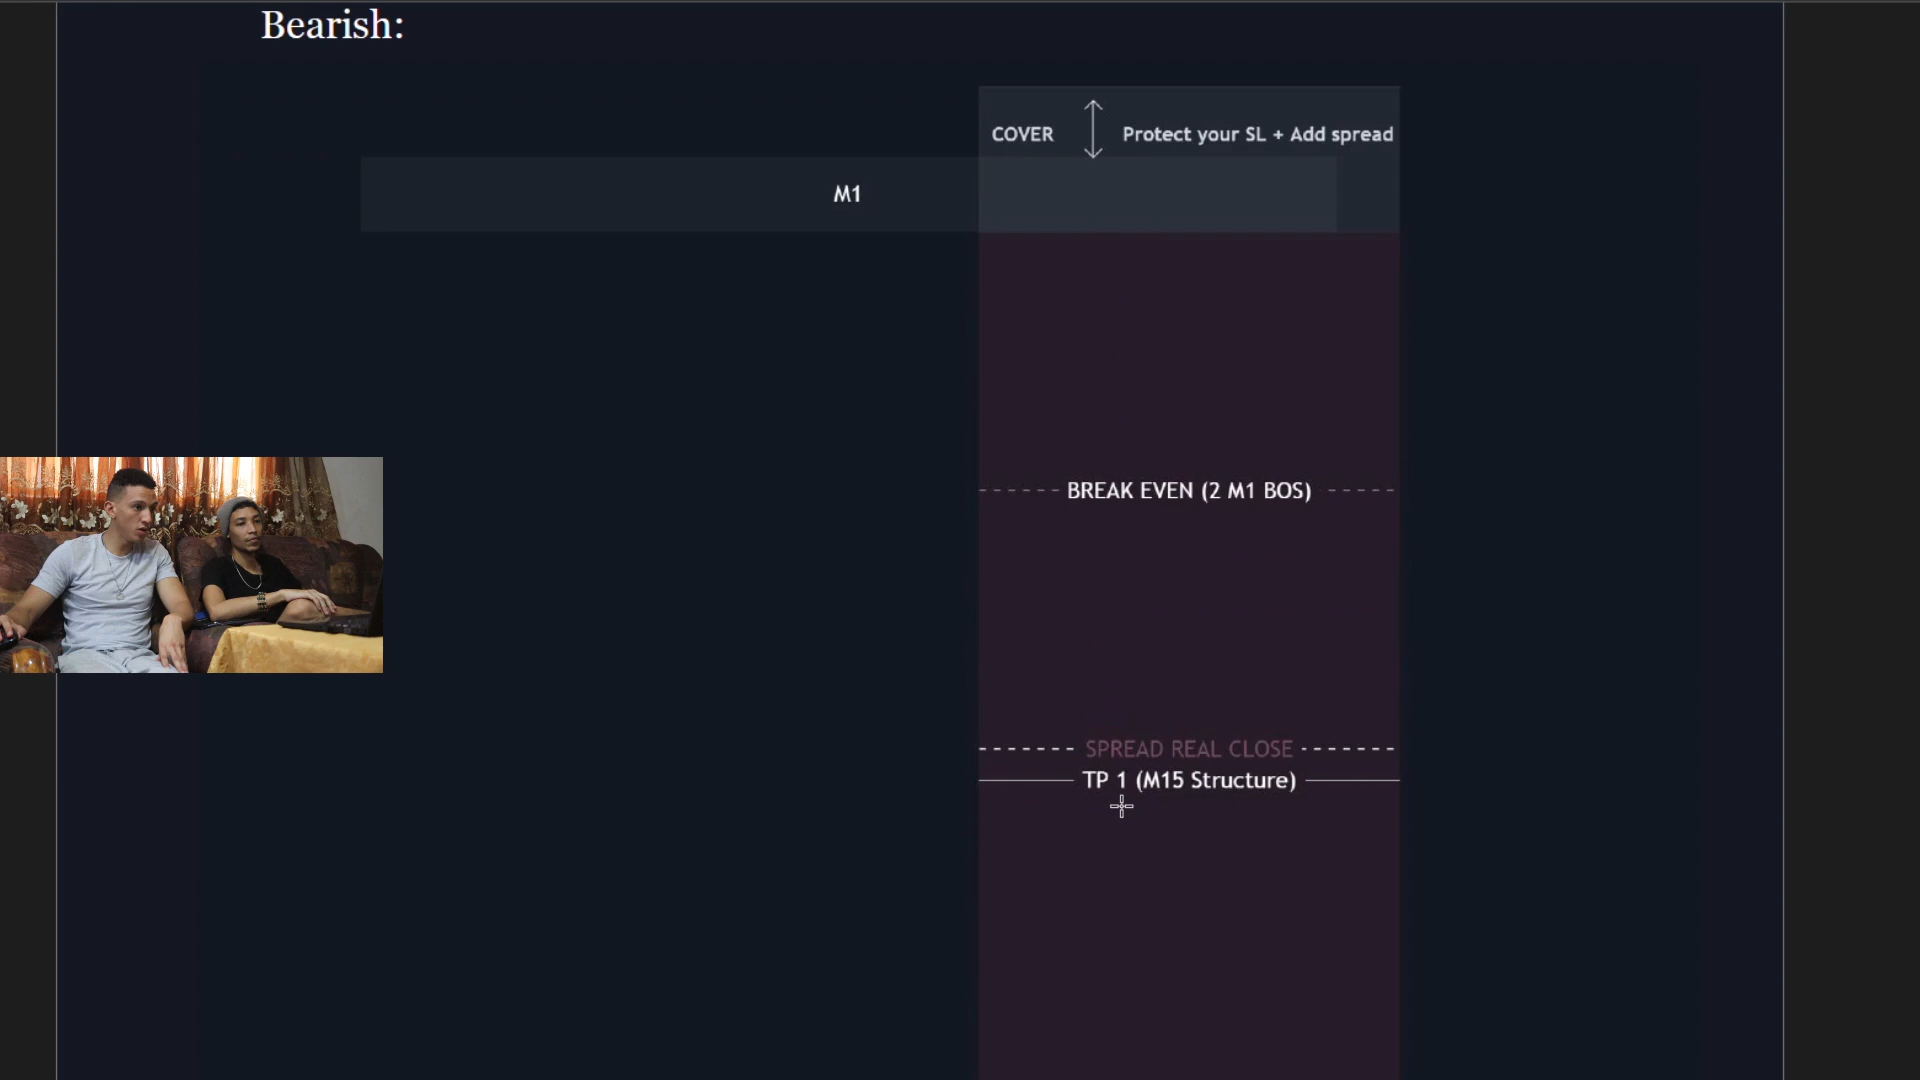 Bearish:
COVER Protect your SL + Add spread
M1
BREAK EVEN (2 M1 BOS)
SPREAD REAL CLOSE
TP 1 (M15 Structure)